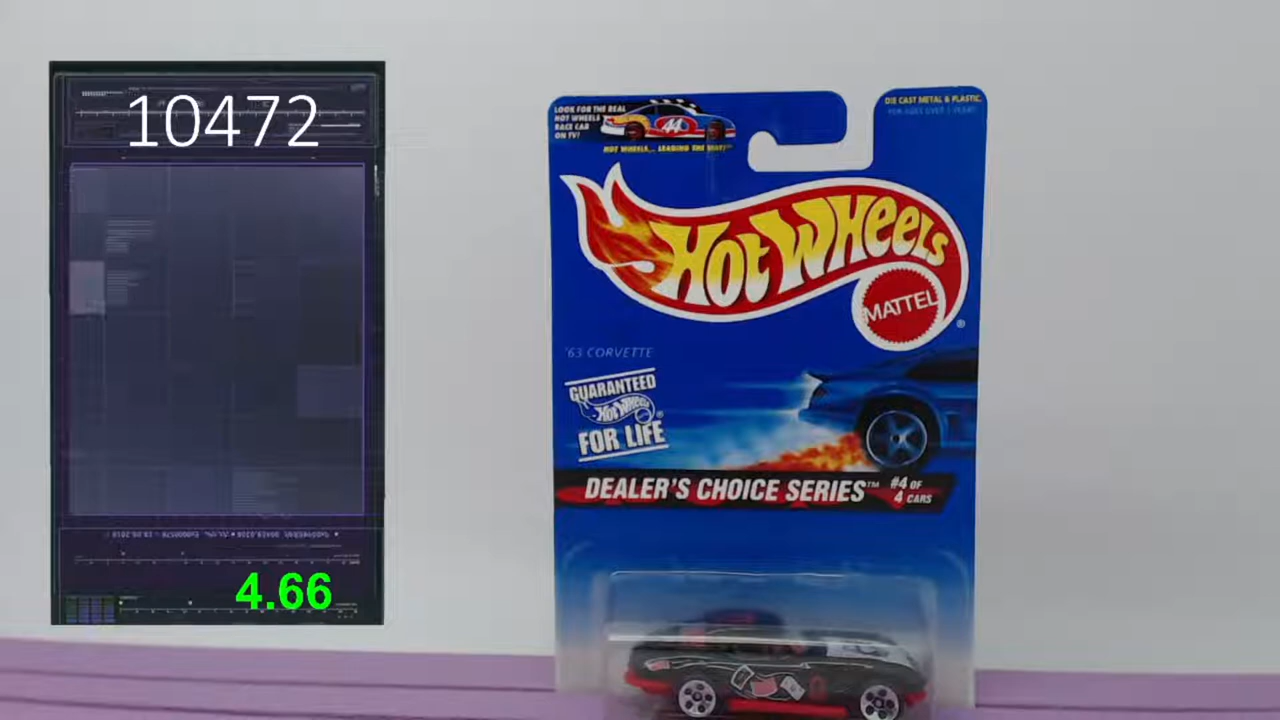 10472
4.66
LOOK FOR THE REAL
HOT WHEELS
RACE CAR
ON TV!
44
HOT WHEELS... LEADING THE WAY!™
DIE CAST METAL & PLASTIC.
FOR AGES OVER 3 YEARS
HOT WHEELS
MATTEL
®
'63 CORVETTE
GUARANTEED
HOT WHEELS ®
FOR LIFE
DEALER'S CHOICE SERIES™
#4 OF
4 CARS